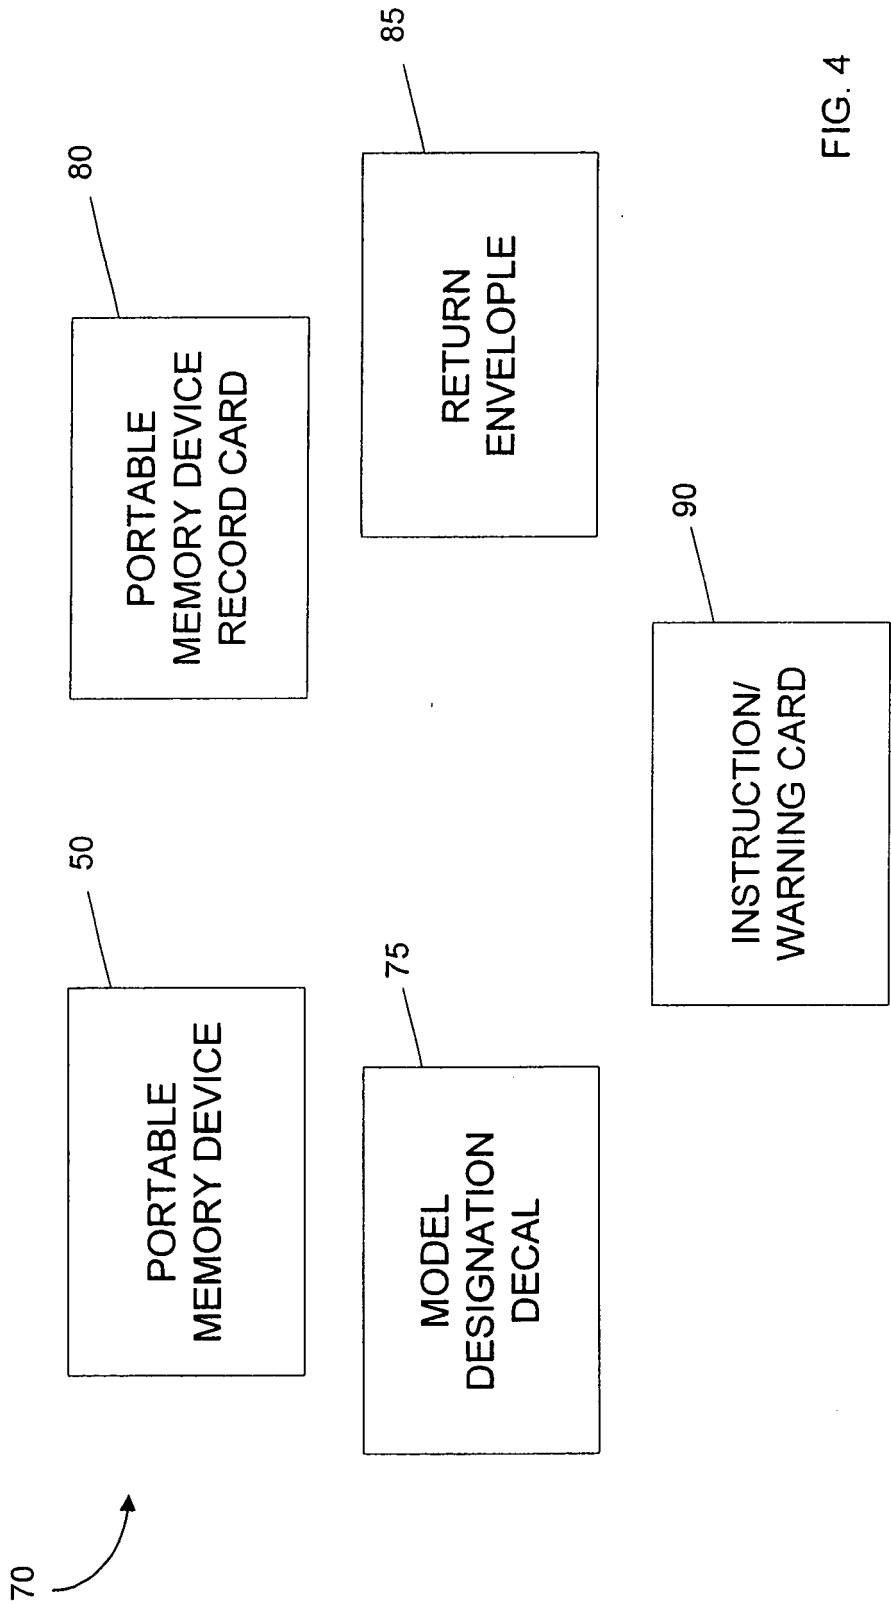 70
50
PORTABLE
MEMORY DEVICE
80
PORTABLE
MEMORY DEVICE
RECORD CARD
75
MODEL
DESIGNATION
DECAL
85
RETURN
ENVELOPLE
90
INSTRUCTION/
WARNING CARD
FIG. 4